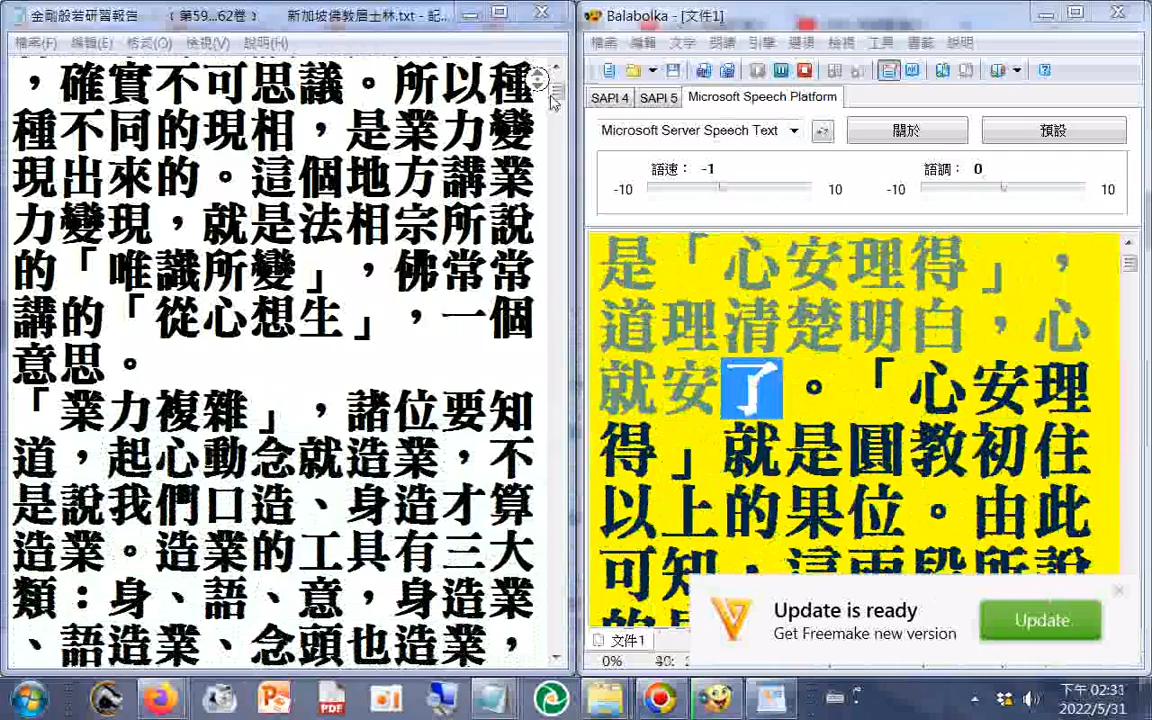 金剛般若研習報告 （ 第59...62卷 ） 新加坡佛教居士林.txt - 記...
檔案(F) 編輯(E) 格式(O) 檢視(V) 說明(H)
，確實不可思議。所以種
種不同的現相，是業力變
現出來的。這個地方講業
力變現，就是法相宗所說
的「唯識所變」，佛常常
講的「從心想生」，一個
意思。
「業力複雜」，諸位要知
道，起心動念就造業，不
是說我們口造、身造才算
造業。造業的工具有三大
類：身、語、意，身造業
、語造業、念頭也造業，
Balabolka - [文件1]
檔案 編輯 文字 朗讀 引擎 選項 檢視 工具 書籤 說明
SAPI 4 SAPI 5 Microsoft Speech Platform
Microsoft Server Speech Text 關於 預設
語速： -1 語調： 0
-10 10 -10 10
是「心安理得」，
道理清楚明白，心
就安了。「心安理
得」就是圓教初住
以上的果位。由此
可知，這兩段所說
Update is ready
Get Freemake new version
Update
文件1
0%
下午 02:31
2022/5/31